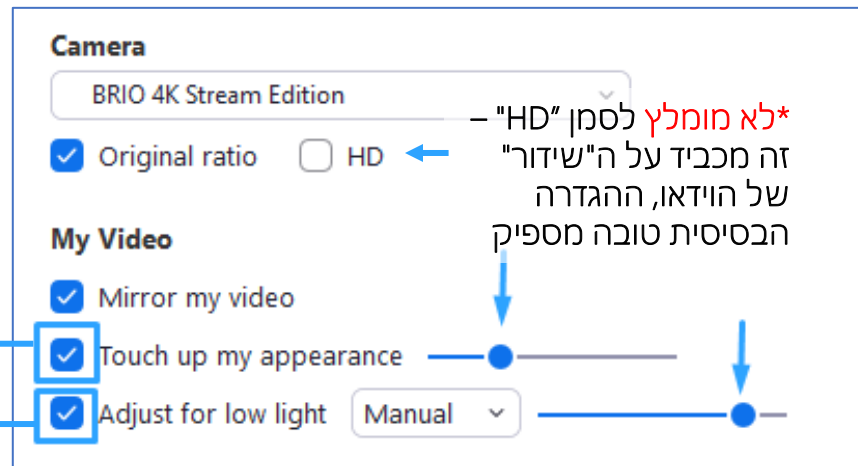 Camera
BRIO 4K Stream Edition
*לא מומלץ לסמן "HD" –
Original ratio HD
זה מכביד על ה"שידור"
של הוידאו, ההגדרה
My Video
הבסיסית טובה מספיק
Mirror my video
Touch up my appearance
Adjust for low light Manual